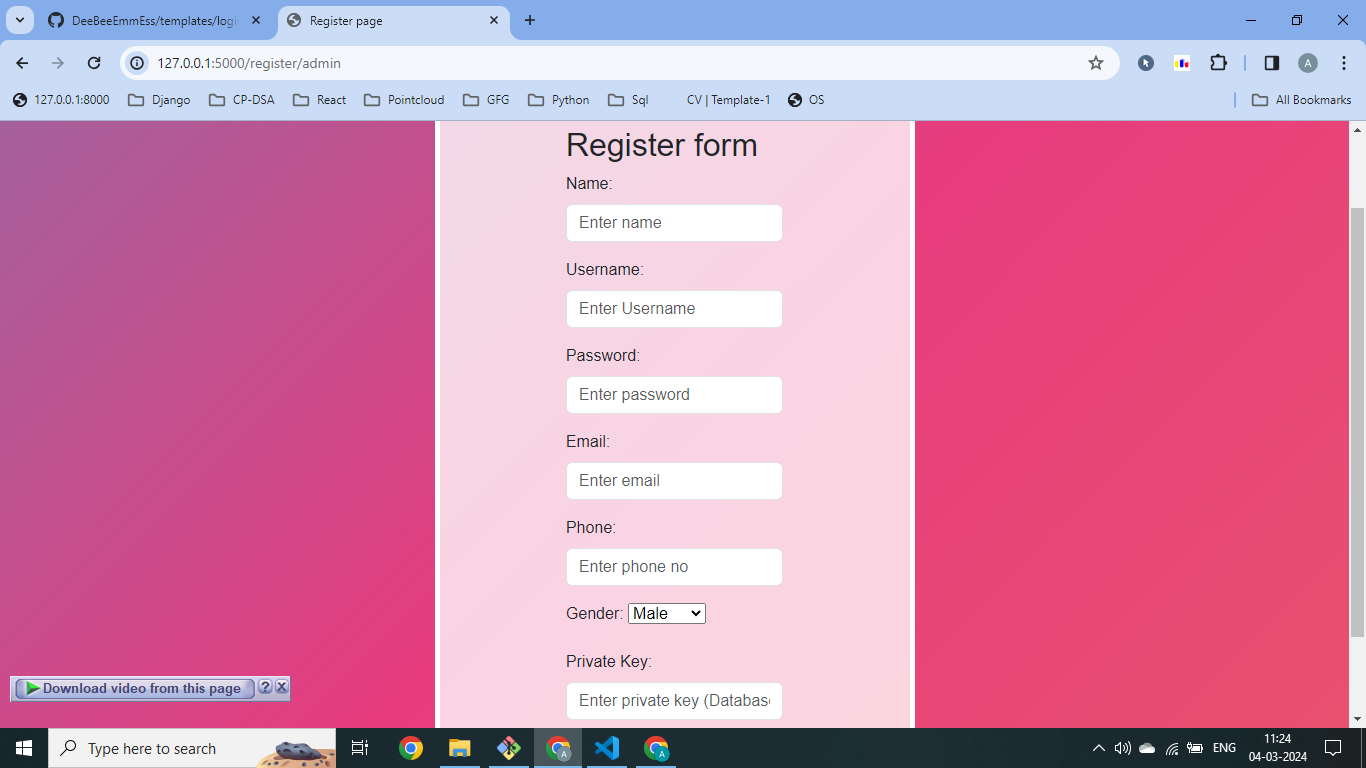 DeeBeeEmmEss/templates/logi
Register page
127.0.0.1:5000/register/admin
A
127.0.0.1:8000
Django
CP-DSA
React
Pointcloud
GFG
Python
Sql
CV | Template-1
OS
All Bookmarks
Register form
Name:
Enter name
Username:
Enter Username
Password:
Enter password
Email:
Enter email
Phone:
Enter phone no
Gender: Male
Private Key:
Enter private key (Databas
Download video from this page
?
Type here to search
A
A
ENG
11:24
04-03-2024